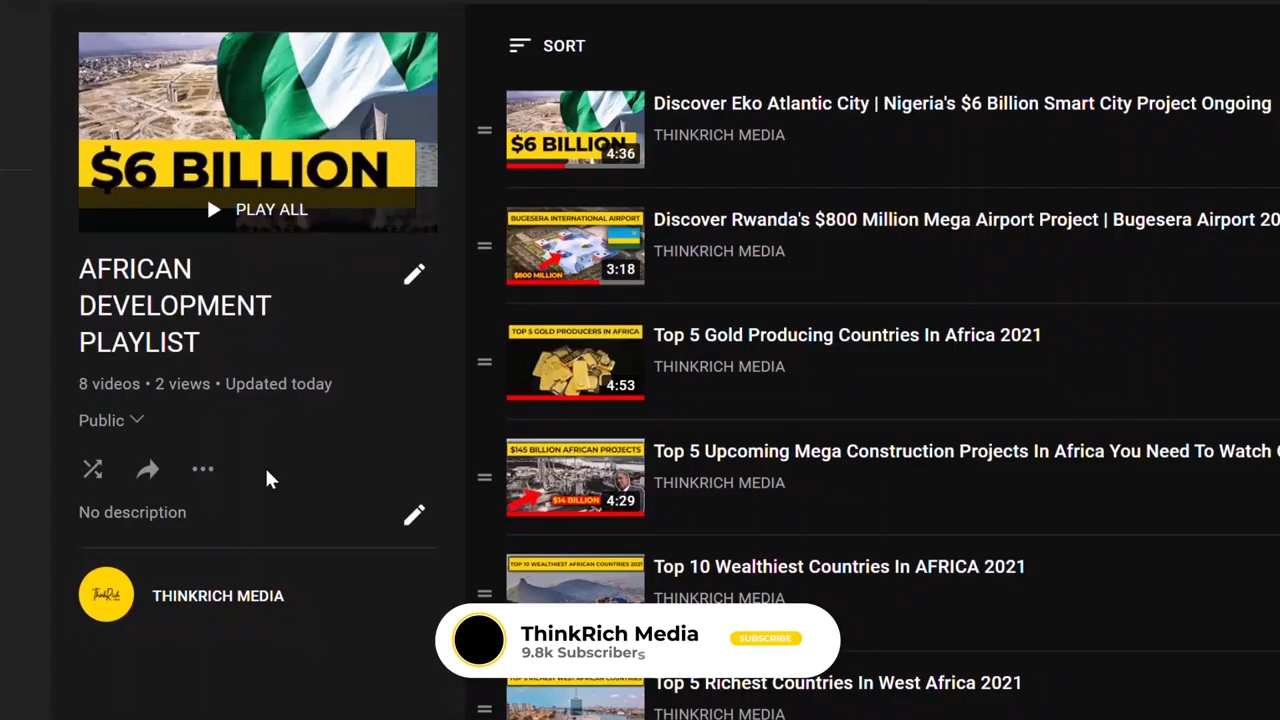 $6 BILLION
PLAY ALL
AFRICAN
DEVELOPMENT
PLAYLIST
8 videos • 2 views • Updated today
Public
No description
ThinkRich
THINKRICH MEDIA
SORT
$6 BILLION
4:36
Discover Eko Atlantic City | Nigeria's $6 Billion Smart City Project Ongoing
THINKRICH MEDIA
BUGESERA INTERNATIONAL AIRPORT
$800 MILLION
3:18
Discover Rwanda's $800 Million Mega Airport Project | Bugesera Airport 20
THINKRICH MEDIA
TOP 5 GOLD PRODUCERS IN AFRICA
4:53
Top 5 Gold Producing Countries In Africa 2021
THINKRICH MEDIA
$145 BILLION AFRICAN PROJECTS
$14 BILLION
4:29
Top 5 Upcoming Mega Construction Projects In Africa You Need To Watch
THINKRICH MEDIA
TOP 10 WEALTHIEST AFRICAN COUNTRIES 2021
Top 10 Wealthiest Countries In AFRICA 2021
THINKRICH MEDIA
ThinkRich Media
9.8k Subscribers
SUBSCRIBE
TOP 5 RICHEST WEST AFRICAN COUNTRIES
Top 5 Richest Countries In West Africa 2021
THINKRICH MEDIA